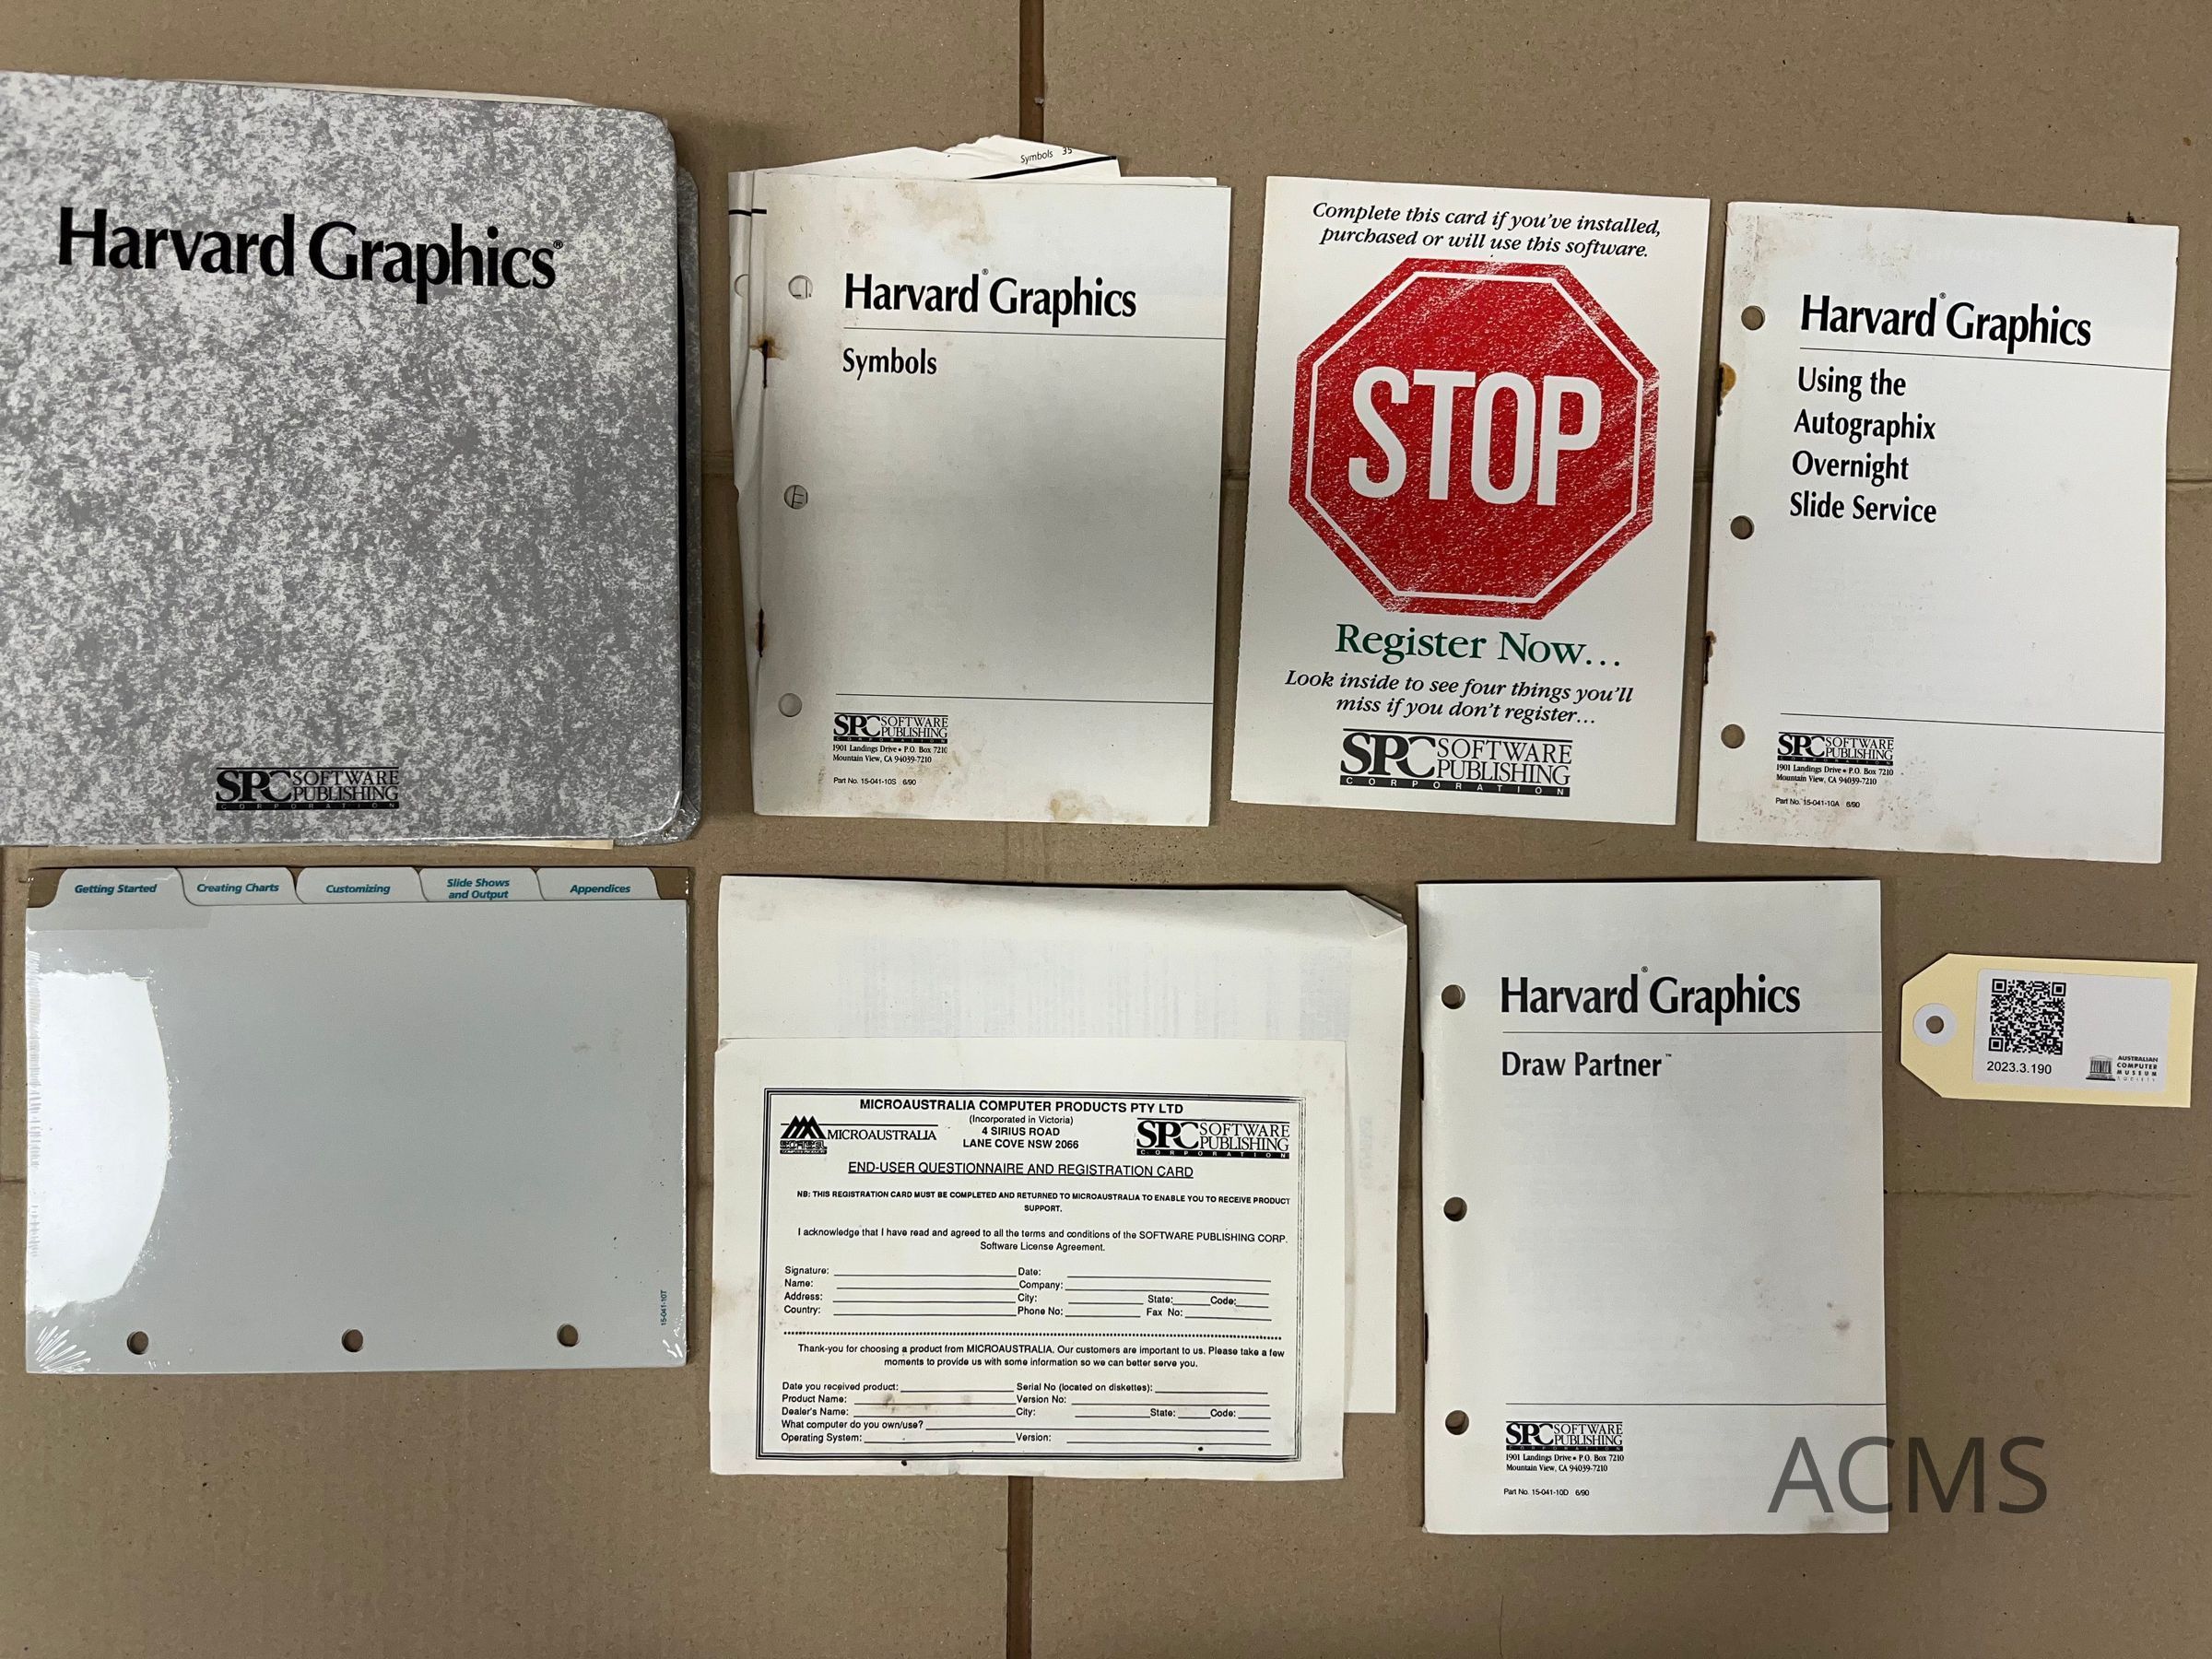 Harvard Graphics®
SPC SOFTWARE
PUBLISHING
CORPORATION
Symbols 35
Harvard® Graphics
Symbols
SPC SOFTWARE
PUBLISHING
CORPORATION
1901 Landings Drive • P.O. Box 7210
Mountain View, CA 94039-7210
Part No. 15-041-10S 6/90
Complete this card if you've installed,
purchased or will use this software.
STOP
Register Now...
Look inside to see four things you'll
miss if you don't register...
SPC SOFTWARE
PUBLISHING
CORPORATION
Harvard® Graphics
Using the
Autographix
Overnight
Slide Service
SPC SOFTWARE
PUBLISHING
CORPORATION
1901 Landings Drive • P.O. Box 7210
Mountain View, CA 94039-7210
Part No. 15-041-10A 6/90
Getting Started
Creating Charts
Customizing
Slide Shows
and Output
Appendices
15-041-10T
MICROAUSTRALIA COMPUTER PRODUCTS PTY LTD
(Incorporated in Victoria)
4 SIRIUS ROAD
LANE COVE NSW 2066
MICROAUSTRALIA
SPC SOFTWARE
PUBLISHING
CORPORATION
END-USER QUESTIONNAIRE AND REGISTRATION CARD
NB: THIS REGISTRATION CARD MUST BE COMPLETED AND RETURNED TO MICROAUSTRALIA TO ENABLE YOU TO RECEIVE PRODUCT
SUPPORT.
I acknowledge that I have read and agreed to all the terms and conditions of the SOFTWARE PUBLISHING CORP.
Software License Agreement.
Signature: Date:
Name: Company:
Address: City: State: Code:
Country: Phone No: Fax No:
Thank-you for choosing a product from MICROAUSTRALIA. Our customers are important to us. Please take a few
moments to provide us with some information so we can better serve you.
Date you received product: Serial No (located on diskettes):
Product Name: Version No:
Dealer's Name: City: State: Code:
What computer do you own/use?
Operating System: Version:
Harvard® Graphics
Draw Partner™
SPC SOFTWARE
PUBLISHING
CORPORATION
1901 Landings Drive • P.O. Box 7210
Mountain View, CA 94039-7210
Part No. 15-041-10D 6/90
2023.3.190
AUSTRALIAN
COMPUTER
MUSEUM
SOCIETY
ACMS